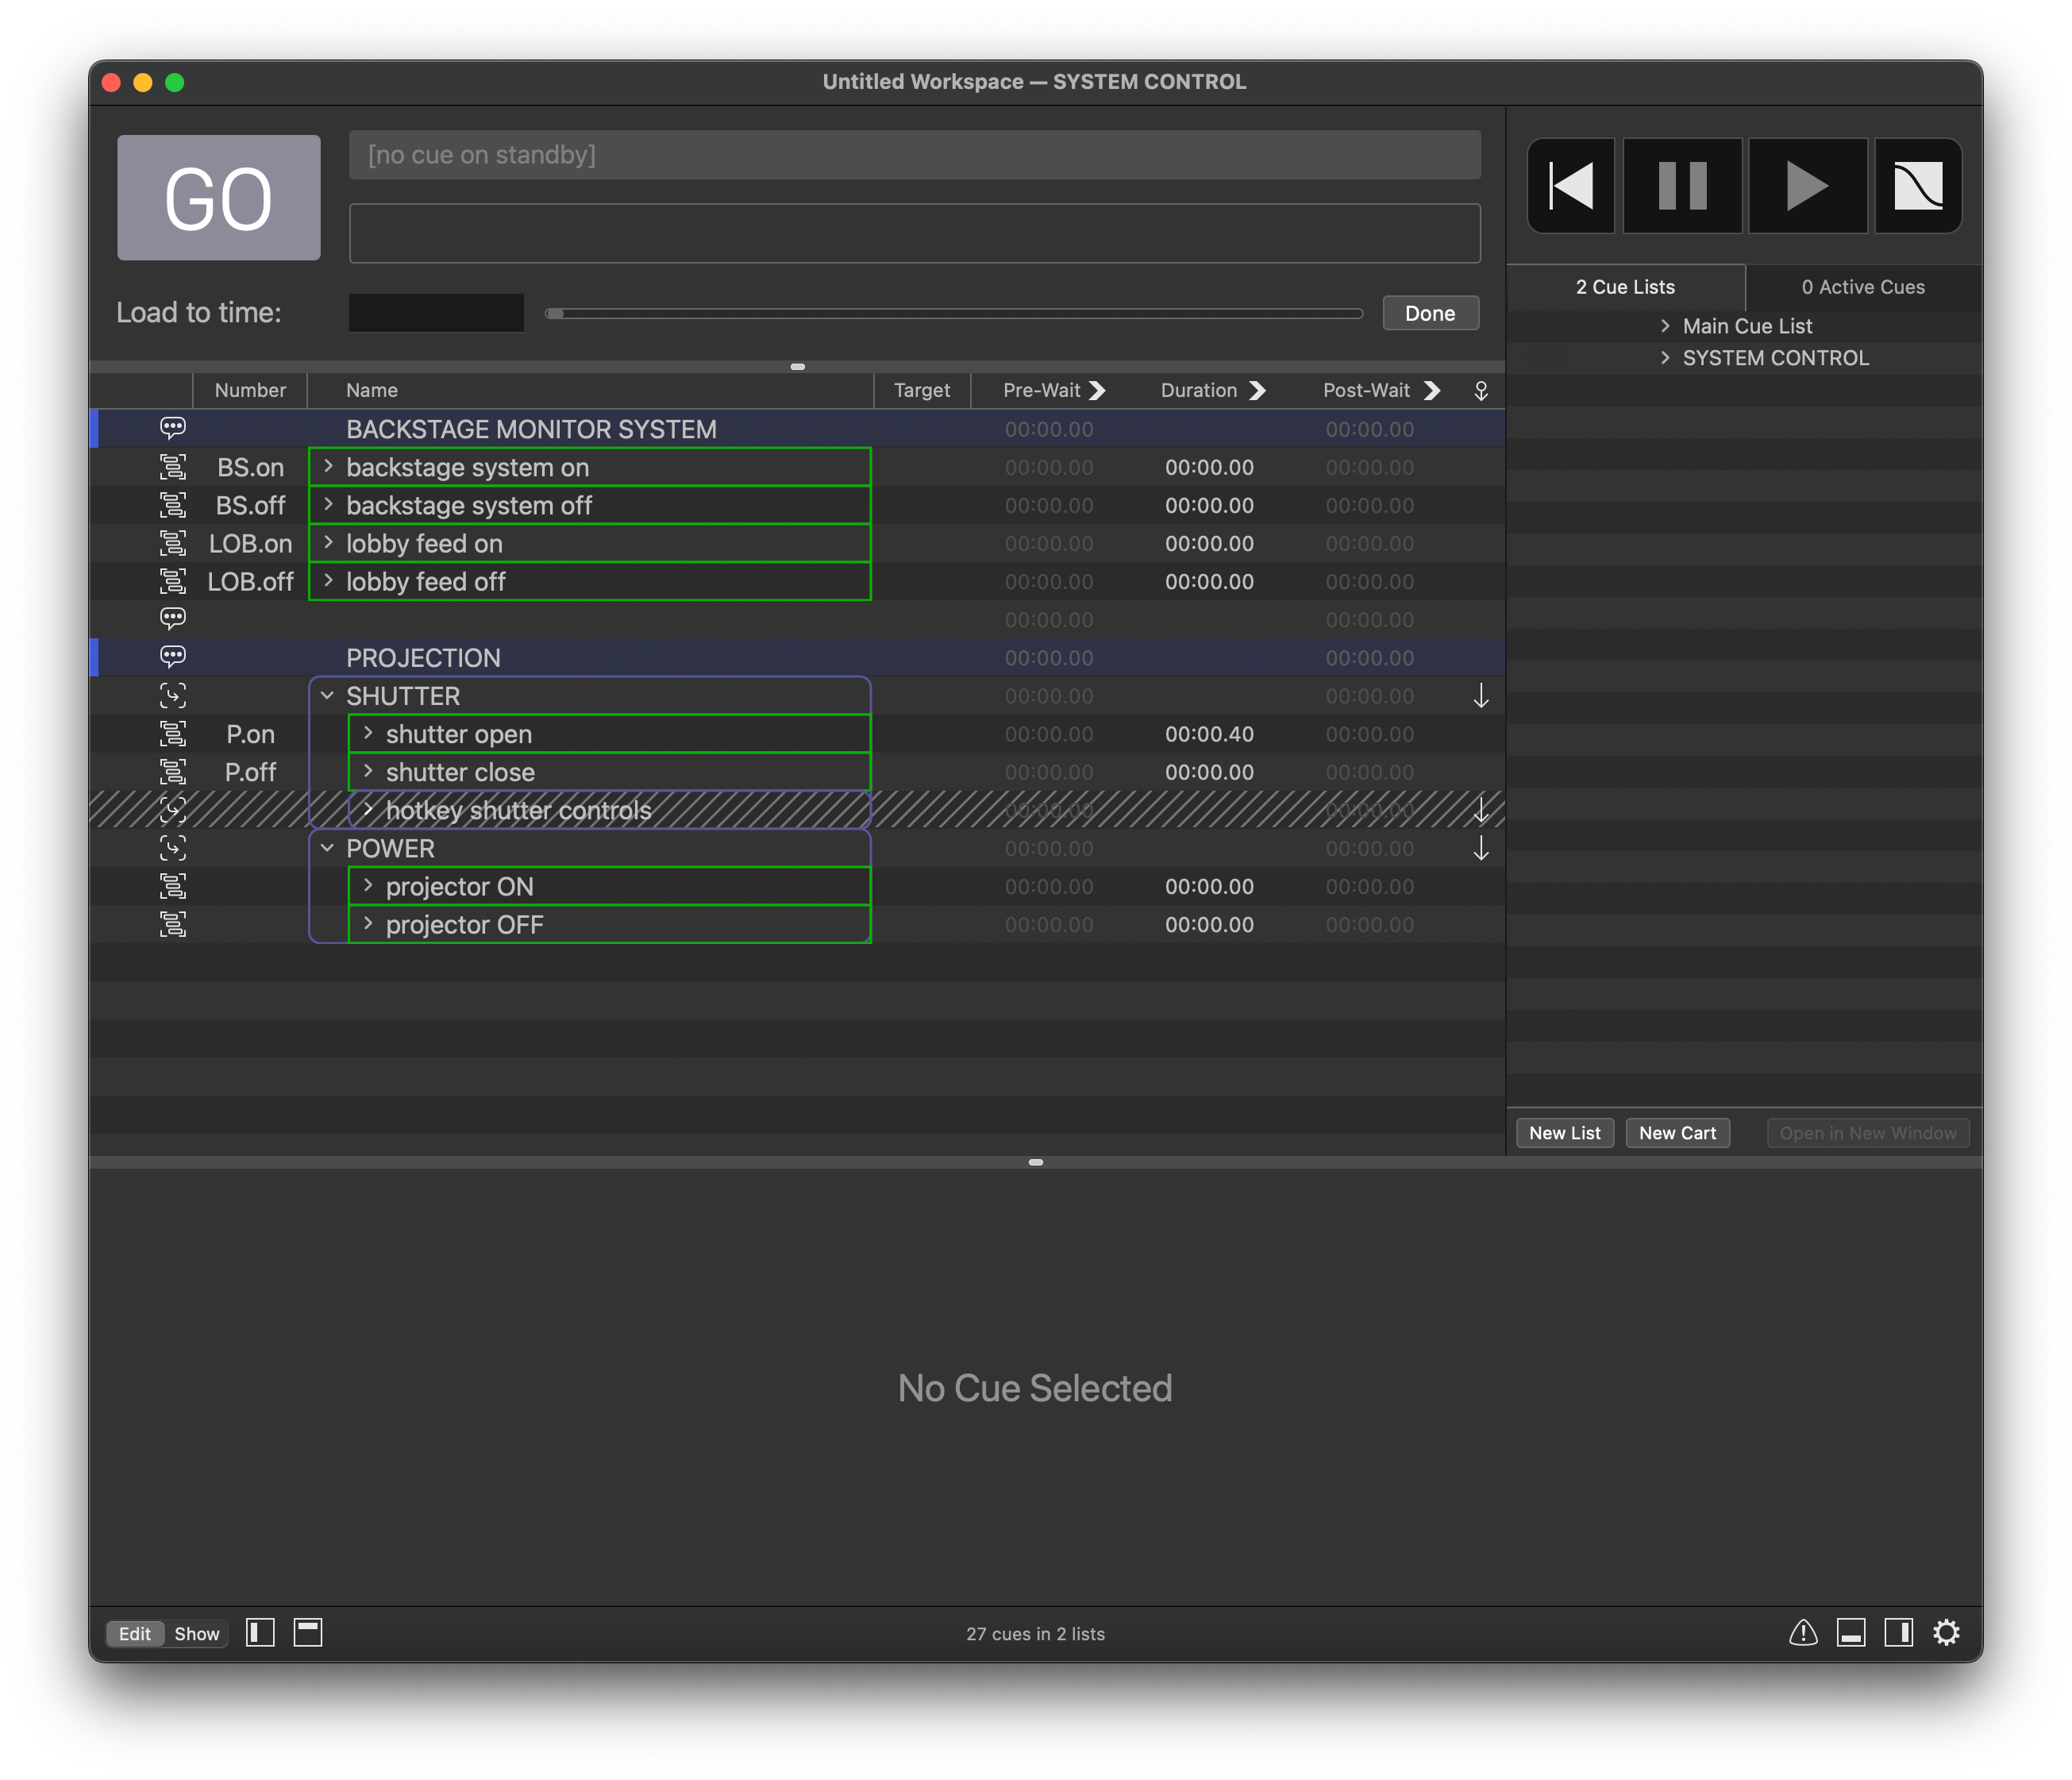 Untitled Workspace — SYSTEM CONTROL
GO
[no cue on standby]
Load to time:
Done
2 Cue Lists 0 Active Cues
Main Cue List
SYSTEM CONTROL
Number Name Target Pre-Wait Duration Post-Wait
BACKSTAGE MONITOR SYSTEM 00:00.00 00:00.00
BS.on backstage system on 00:00.00 00:00.00 00:00.00
BS.off backstage system off 00:00.00 00:00.00 00:00.00
LOB.on lobby feed on 00:00.00 00:00.00 00:00.00
LOB.off lobby feed off 00:00.00 00:00.00 00:00.00
00:00.00 00:00.00
PROJECTION 00:00.00 00:00.00
SHUTTER 00:00.00 00:00.00
P.on shutter open 00:00.00 00:00.40 00:00.00
P.off shutter close 00:00.00 00:00.00 00:00.00
hotkey shutter controls 00:00.00 00:00.00
POWER 00:00.00 00:00.00
projector ON 00:00.00 00:00.00 00:00.00
projector OFF 00:00.00 00:00.00 00:00.00
New List New Cart Open in New Window
No Cue Selected
Edit Show 27 cues in 2 lists